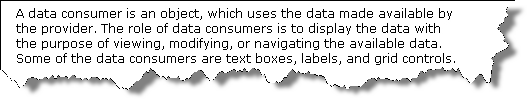 A data consumer is an object, which uses the data made available by
the provider. The role of data consumers is to display the data with
the purpose of viewing, modifying, or navigating the available data.
Some of the data consumers are text boxes, labels, and grid controls.